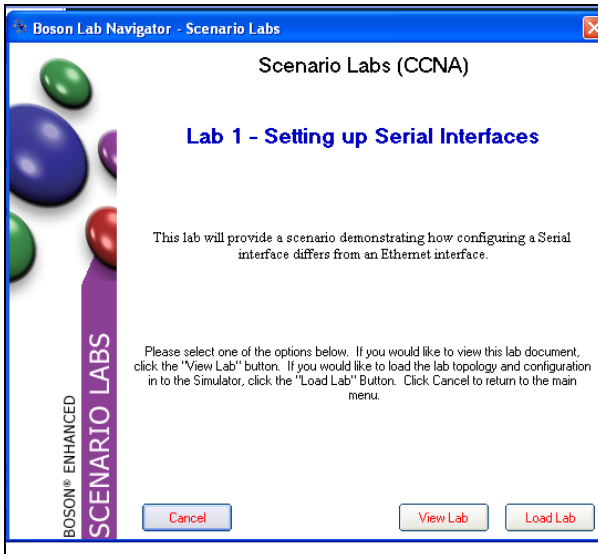 Boson Lab Navigator - Scenario Labs
Scenario Labs (CCNA)
Lab 1 - Setting up Serial Interfaces
This lab will provide a scenario demonstrating how configuring a Serial
interface differs from an Ethernet interface.
Please select one of the options below. If you would like to view this lab document,
click the "View Lab" button. If you would like to load the lab topology and configuration
in to the Simulator, click the "Load Lab" Button. Click Cancel to return to the main
menu.
BOSON® ENHANCED
SCENARIO LABS
Cancel
View Lab
Load Lab